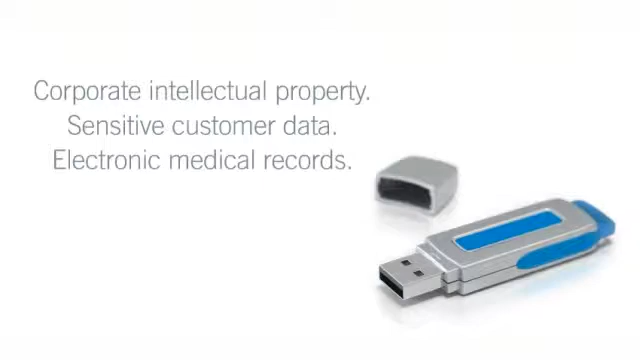 Corporate intellectual property.
Sensitive customer data.
Electronic medical records.